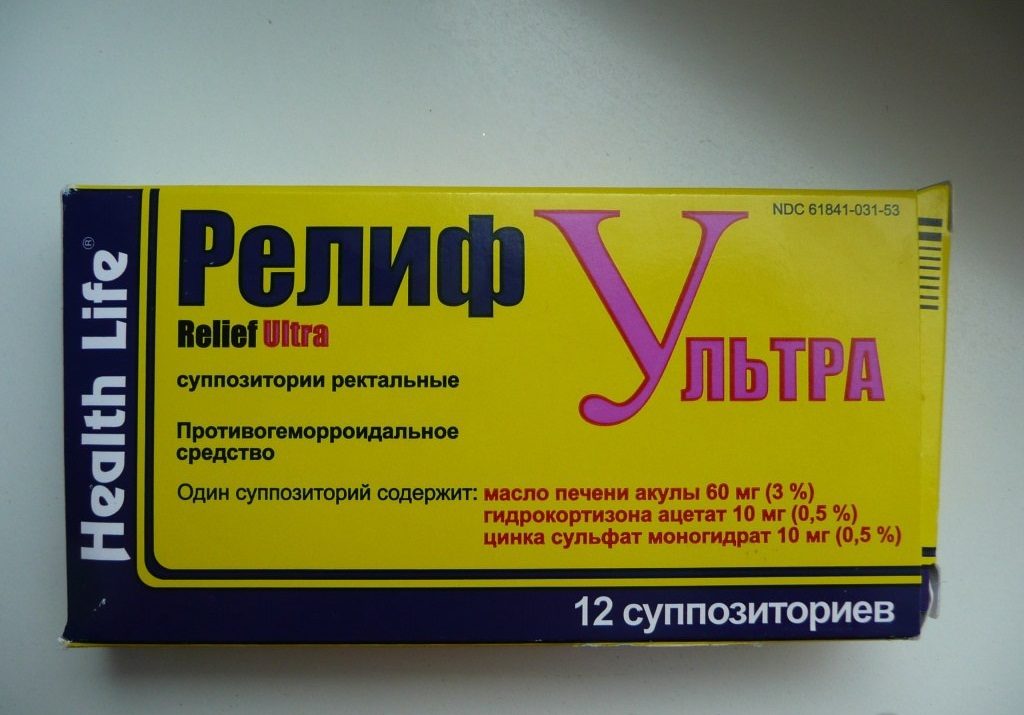 Health Life®
NDC 61841-031-53
Релиф
Ультра
Relief Ultra
суппозитории ректальные
Противогеморроидальное
средство
Один суппозиторий содержит: масло печени акулы 60 мг (3 %)
гидрокортизона ацетат 10 мг (0,5 %)
цинка сульфат моногидрат 10 мг (0,5 %)
12 суппозиториев